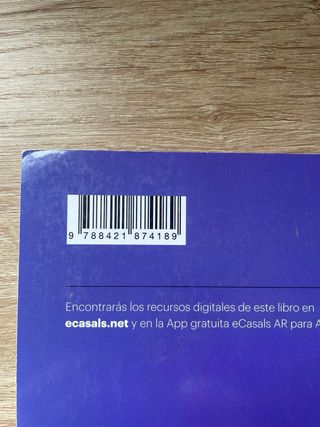 9 788421 874189
Encontrarás los recursos digitales de este libro en
ecasals.net y en la App gratuita eCasals AR para